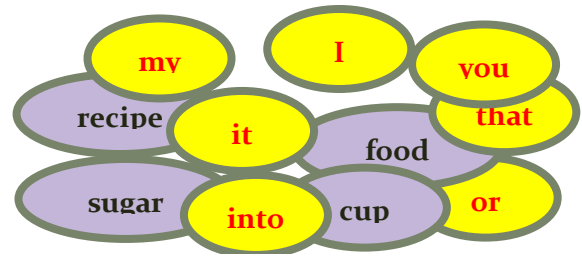 my
I
you
recipe
it
that
food
sugar
into
cup
or